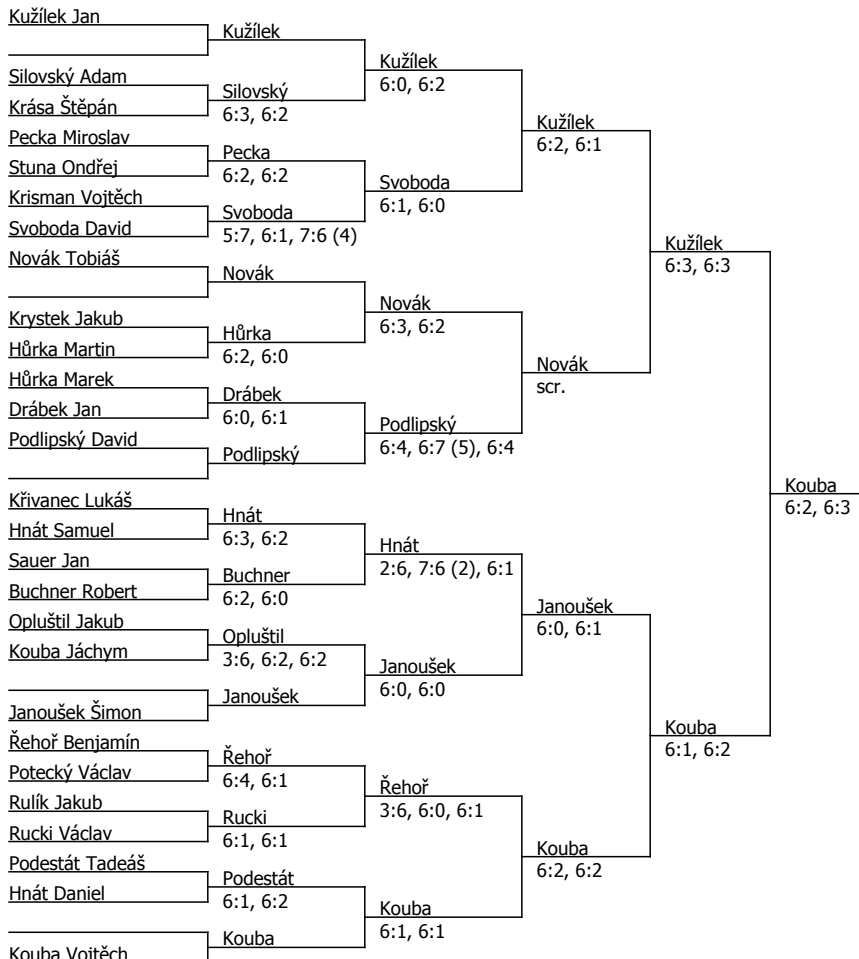 Kužílek Jan
Kužílek
Kužílek
6:0, 6:2
Silovský Adam
Silovský
6:3, 6:2
Krása Štěpán
Kužílek
6:2, 6:1
Pecka Miroslav
Pecka
6:2, 6:2
Stuna Ondřej
Svoboda
6:1, 6:0
Krisman Vojtěch
Svoboda
5:7, 6:1, 7:6 (4)
Svoboda David
Kužílek
6:3, 6:3
Novák Tobiáš
Novák
Novák
6:3, 6:2
Krystek Jakub
Hůrka
6:2, 6:0
Hůrka Martin
Novák
scr.
Hůrka Marek
Drábek
6:0, 6:1
Drábek Jan
Podlipský
6:4, 6:7 (5), 6:4
Podlipský David
Podlipský
Kouba
6:2, 6:3
Křivanec Lukáš
Hnát
6:3, 6:2
Hnát Samuel
Hnát
2:6, 7:6 (2), 6:1
Sauer Jan
Buchner
6:2, 6:0
Buchner Robert
Janoušek
6:0, 6:1
Opluštil Jakub
Opluštil
3:6, 6:2, 6:2
Kouba Jáchym
Janoušek
6:0, 6:0
Janoušek
Janoušek Šimon
Kouba
6:1, 6:2
Řehoř Benjamín
Řehoř
6:4, 6:1
Potecký Václav
Řehoř
3:6, 6:0, 6:1
Rulík Jakub
Rucki
6:1, 6:1
Rucki Václav
Kouba
6:2, 6:2
Podestát Tadeáš
Podestát
6:1, 6:2
Hnát Daniel
Kouba
6:1, 6:1
Kouba
Kouba Vojtěch